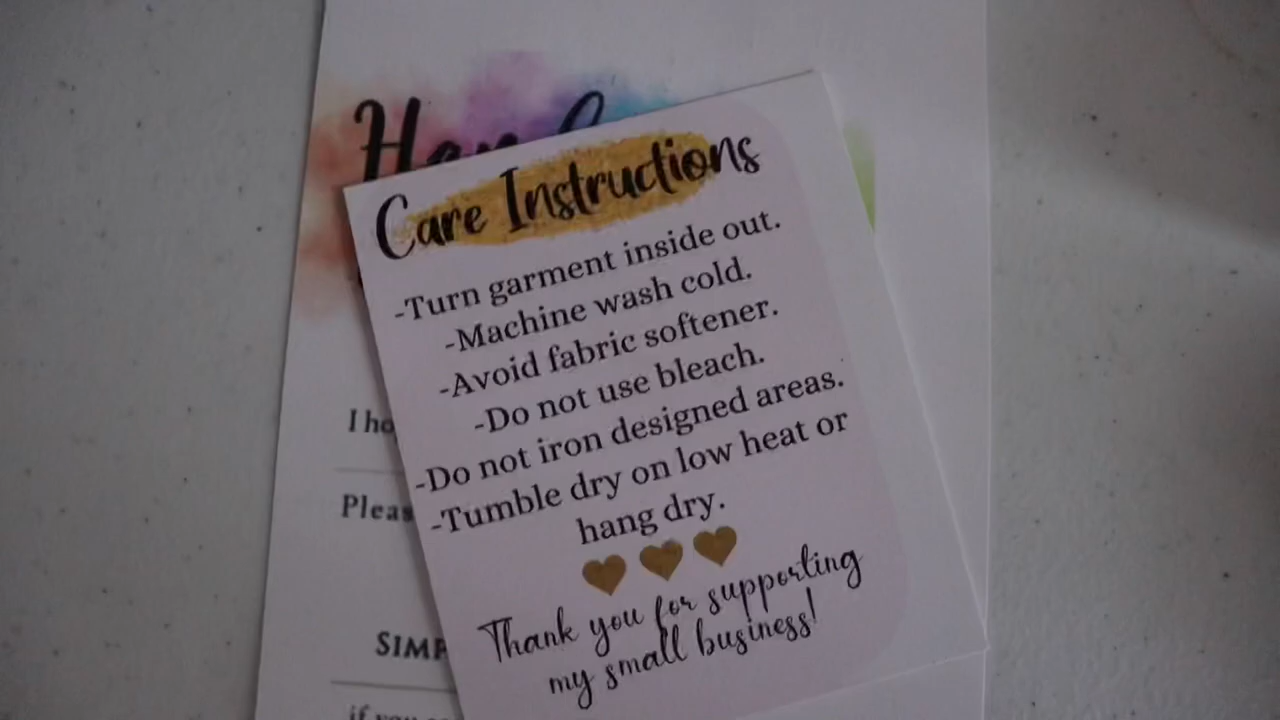 Care Instructions
-Turn garment inside out.
-Machine wash cold.
-Avoid fabric softener.
-Do not use bleach.
-Do not iron designed areas.
-Tumble dry on low heat or
hang dry.
Thank you for supporting
my small business!
I